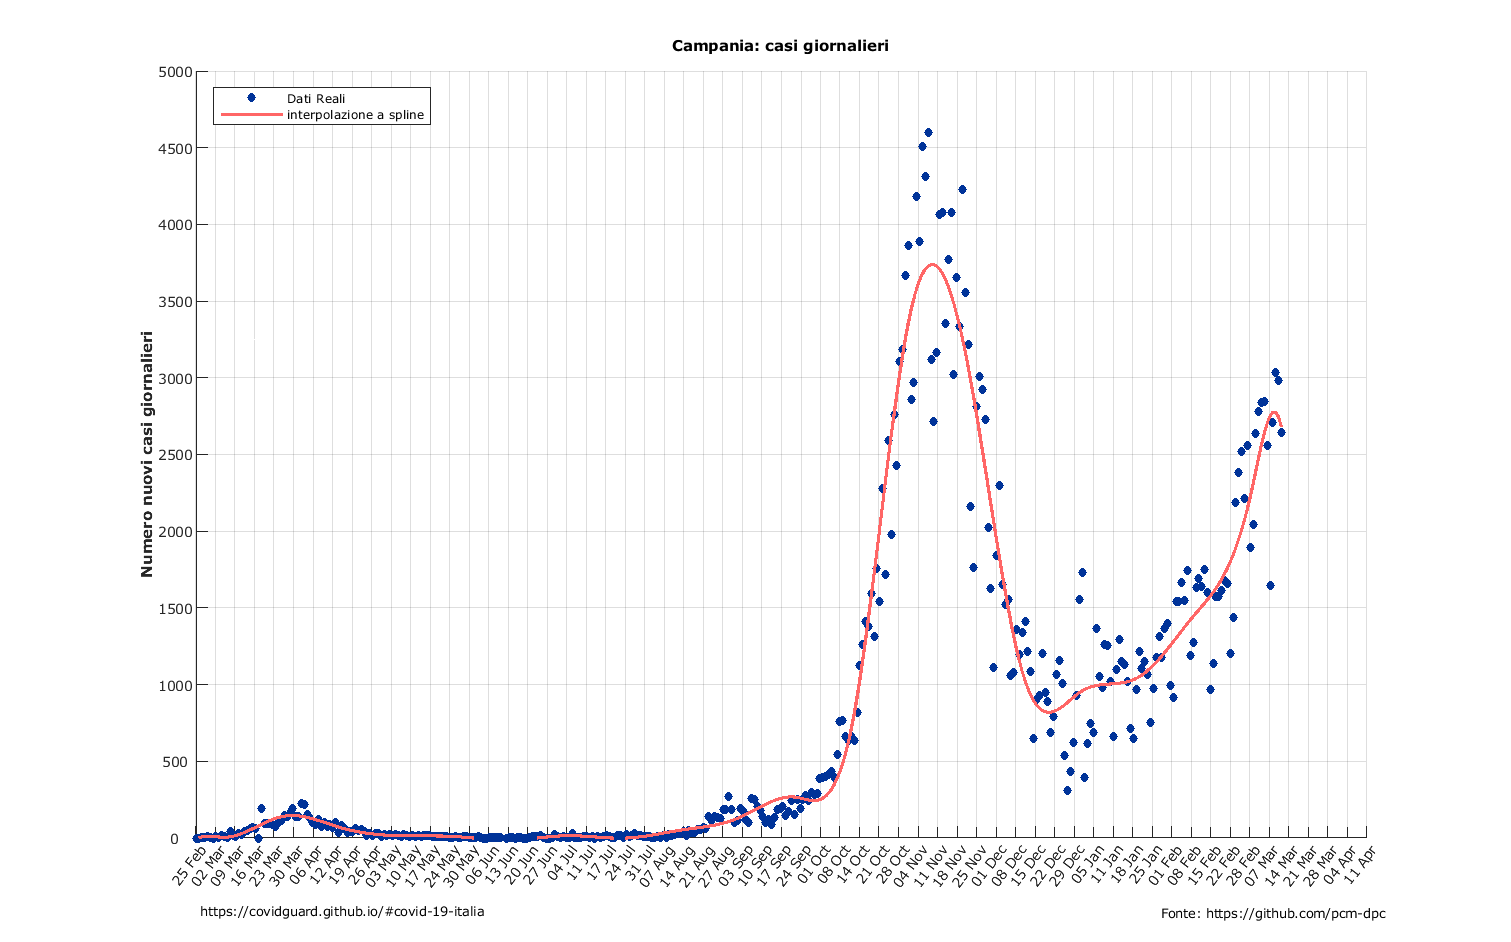 Campania: casi giornalieri
Dati Reali
interpolazione a spline
Numero nuovi casi giornalieri
5000
4500
4000
3500
3000
2500
2000
1500
1000
500
0
25 Feb
02 Mar
09 Mar
16 Mar
23 Mar
30 Mar
06 Apr
12 Apr
19 Apr
26 Apr
03 May
10 May
17 May
24 May
30 May
06 Jun
13 Jun
20 Jun
27 Jun
04 Jul
11 Jul
17 Jul
24 Jul
31 Jul
07 Aug
14 Aug
21 Aug
27 Aug
03 Sep
10 Sep
17 Sep
24 Sep
01 Oct
08 Oct
14 Oct
21 Oct
28 Oct
04 Nov
11 Nov
18 Nov
25 Nov
01 Dec
08 Dec
15 Dec
22 Dec
29 Dec
05 Jan
11 Jan
18 Jan
25 Jan
01 Feb
08 Feb
15 Feb
22 Feb
28 Feb
07 Mar
14 Mar
21 Mar
28 Mar
04 Apr
11 Apr
https://covidguard.github.io/#covid-19-italia
Fonte: https://github.com/pcm-dpc